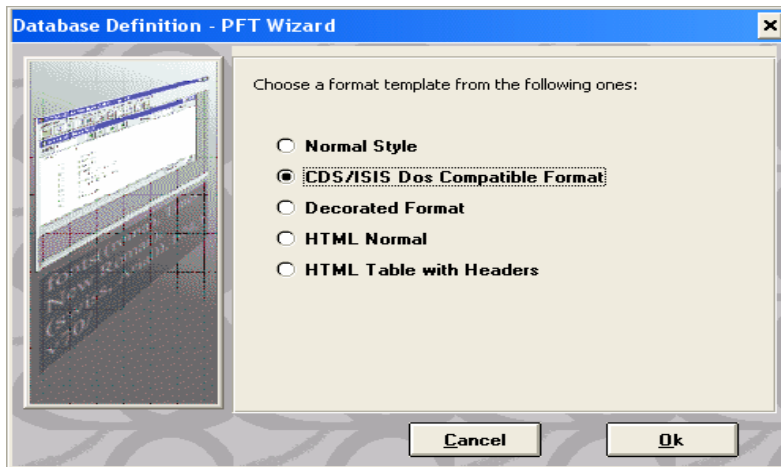 Database Definition - PFT Wizard
Choose a format template from the following ones:
Normal Style
CDS/ISIS Dos Compatible Format
Decorated Format
HTML Normal
HTML Table with Headers
Cancel
Ok